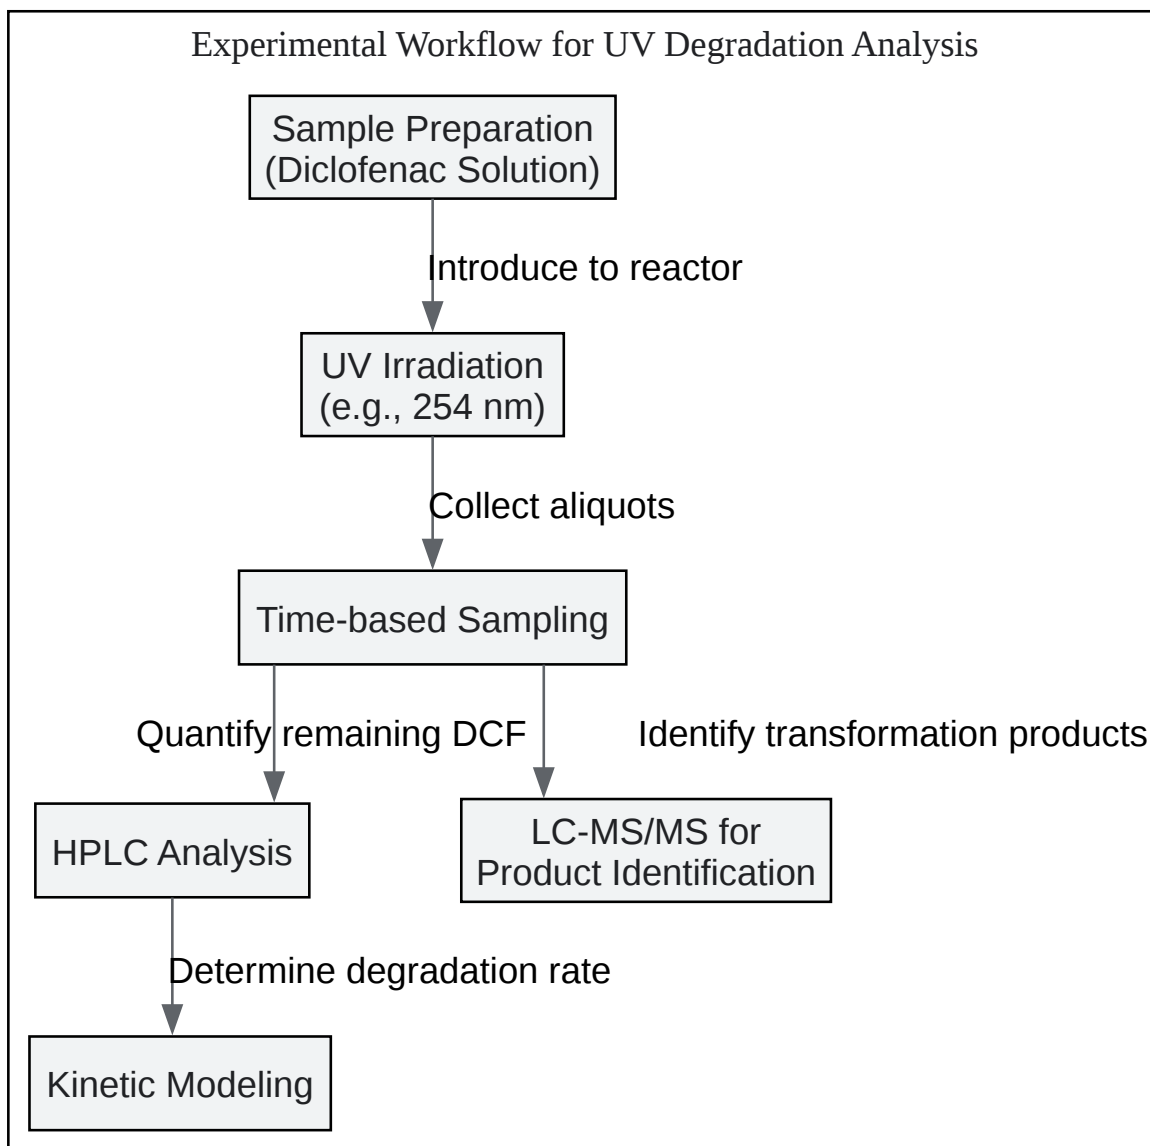 Experimental Workflow for UV Degradation Analysis
Sample Preparation
(Diclofenac Solution)
Introduce to reactor
UV Irradiation
(e.g., 254 nm)
Collect aliquots
Time-based Sampling
Quantify remaining DCF
Identify transformation products
HPLC Analysis
LC-MS/MS for
Product Identification
Determine degradation rate
Kinetic Modeling